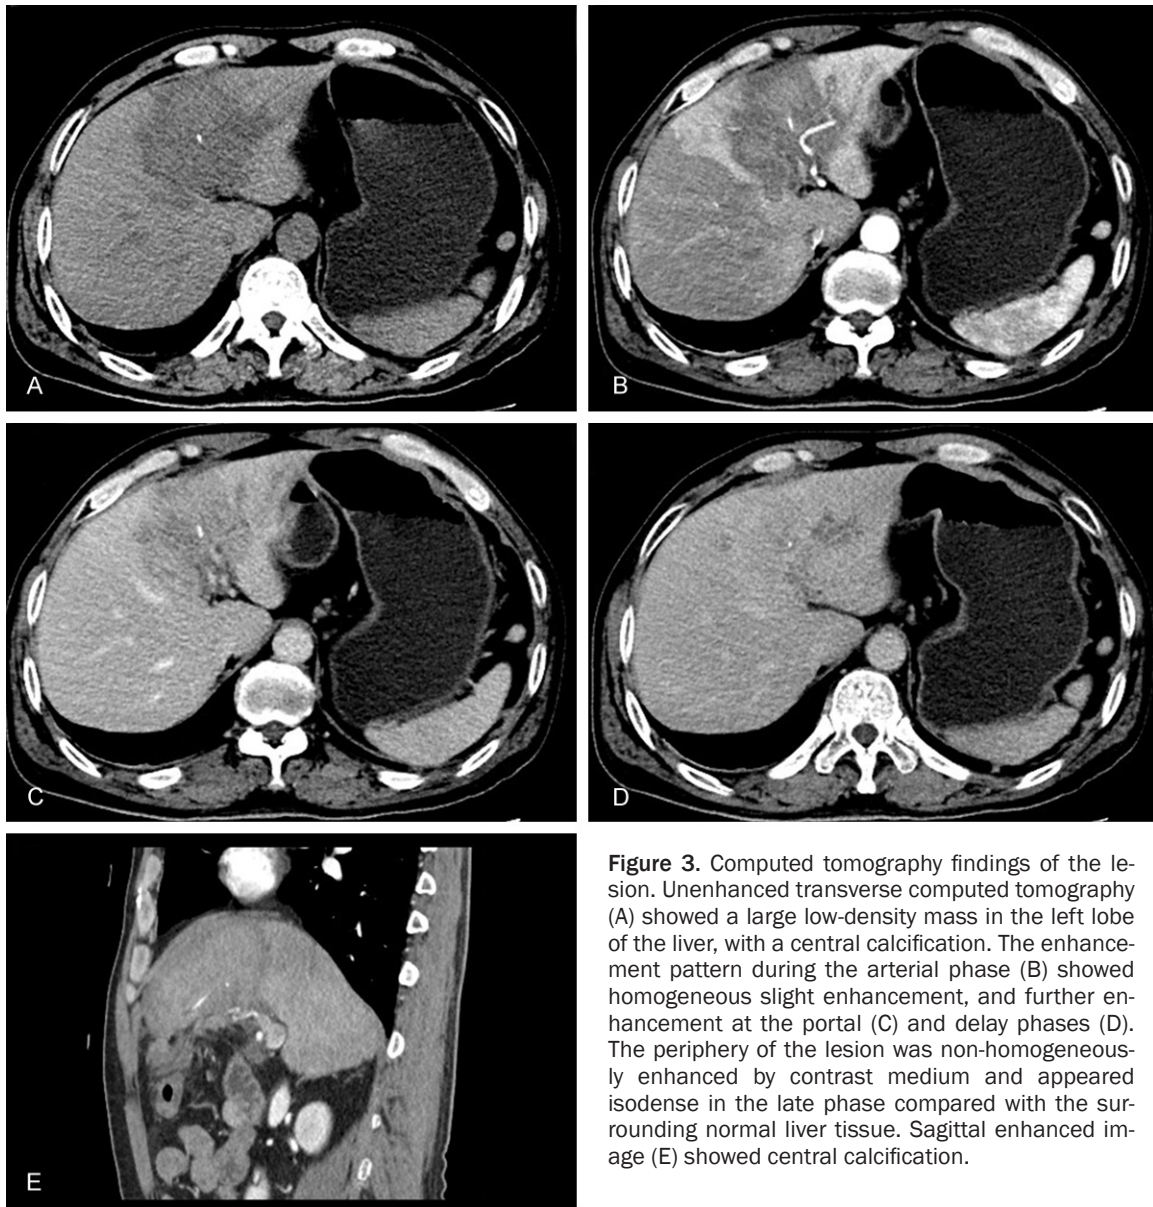 A
B
C
D
E
Figure 3. Computed tomography findings of the le-
sion. Unenhanced transverse computed tomography
(A) showed a large low-density mass in the left lobe
of the liver, with a central calcification. The enhance-
ment pattern during the arterial phase (B) showed
homogeneous slight enhancement, and further en-
hancement at the portal (C) and delay phases (D).
The periphery of the lesion was non-homogeneous-
ly enhanced by contrast medium and appeared
isodense in the late phase compared with the sur-
rounding normal liver tissue. Sagittal enhanced im-
age (E) showed central calcification.